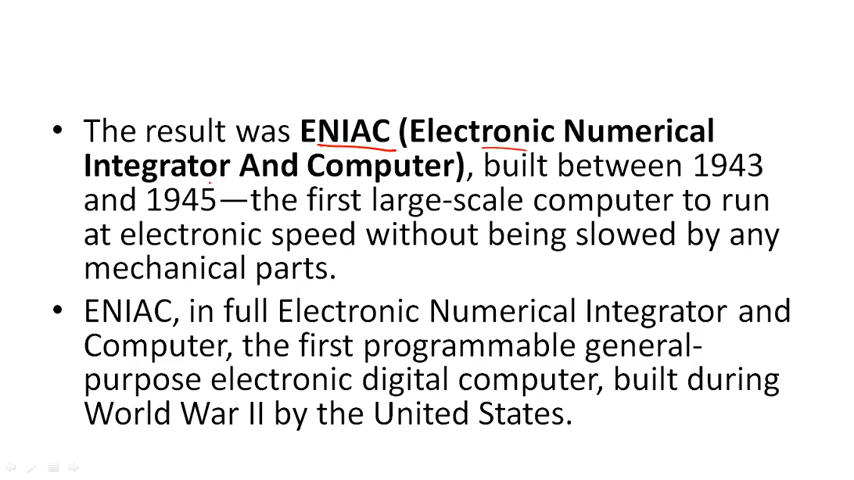 • The result was ENIAC (Electronic Numerical
Integrator And Computer), built between 1943
and 1945—the first large-scale computer to run
at electronic speed without being slowed by any
mechanical parts.
• ENIAC, in full Electronic Numerical Integrator and
Computer, the first programmable general-
purpose electronic digital computer, built during
World War II by the United States.